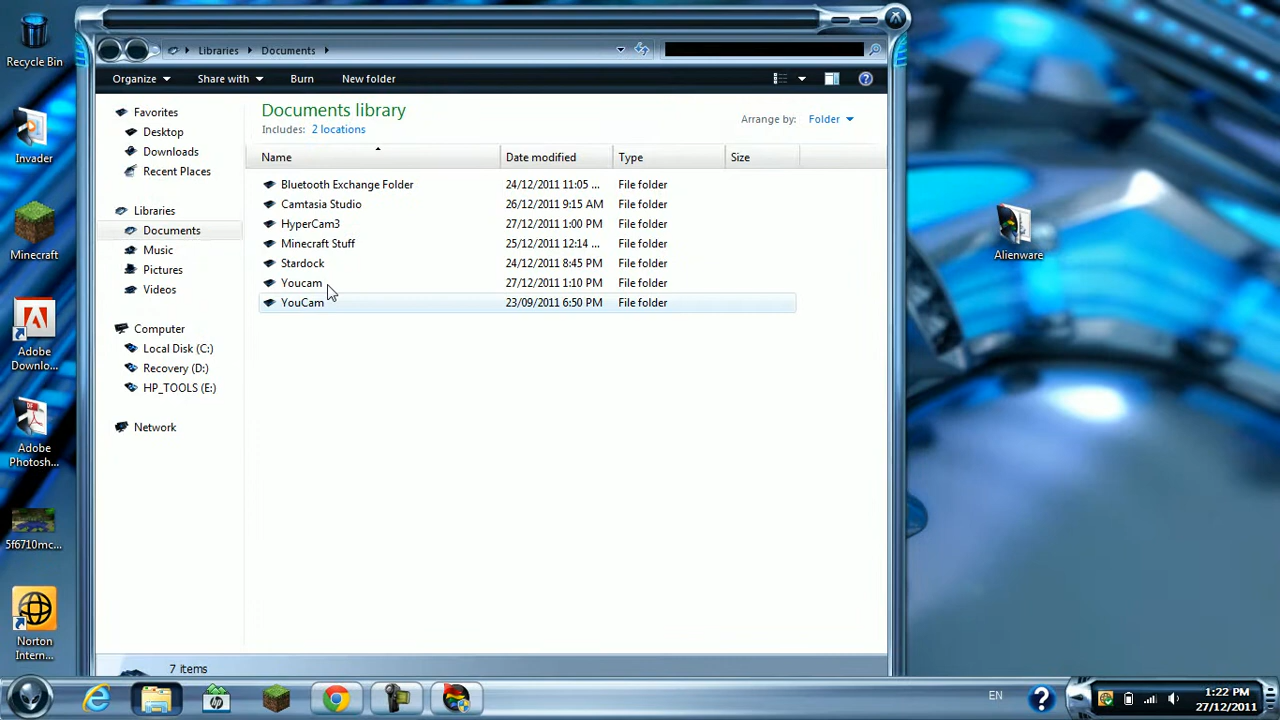 Recycle Bin
Invader
Minecraft
Adobe
Downlo...
Adobe
Photosh...
5f6710mc...
Norton
Intern...
Libraries
Documents
Organize
Share with
Burn
New folder
Favorites
Desktop
Downloads
Recent Places
Libraries
Documents
Music
Pictures
Videos
Computer
Local Disk (C:)
Recovery (D:)
HP_TOOLS (E:)
Network
Documents library
Includes: 2 locations
Arrange by: Folder
Name Date modified Type Size
Bluetooth Exchange Folder 24/12/2011 11:05 ... File folder
Camtasia Studio 26/12/2011 9:15 AM File folder
HyperCam3 27/12/2011 1:00 PM File folder
Minecraft Stuff 25/12/2011 12:14 ... File folder
Stardock 24/12/2011 8:45 PM File folder
Youcam 27/12/2011 1:10 PM File folder
YouCam 23/09/2011 6:50 PM File folder
7 items
Alienware
EN
1:22 PM
27/12/2011